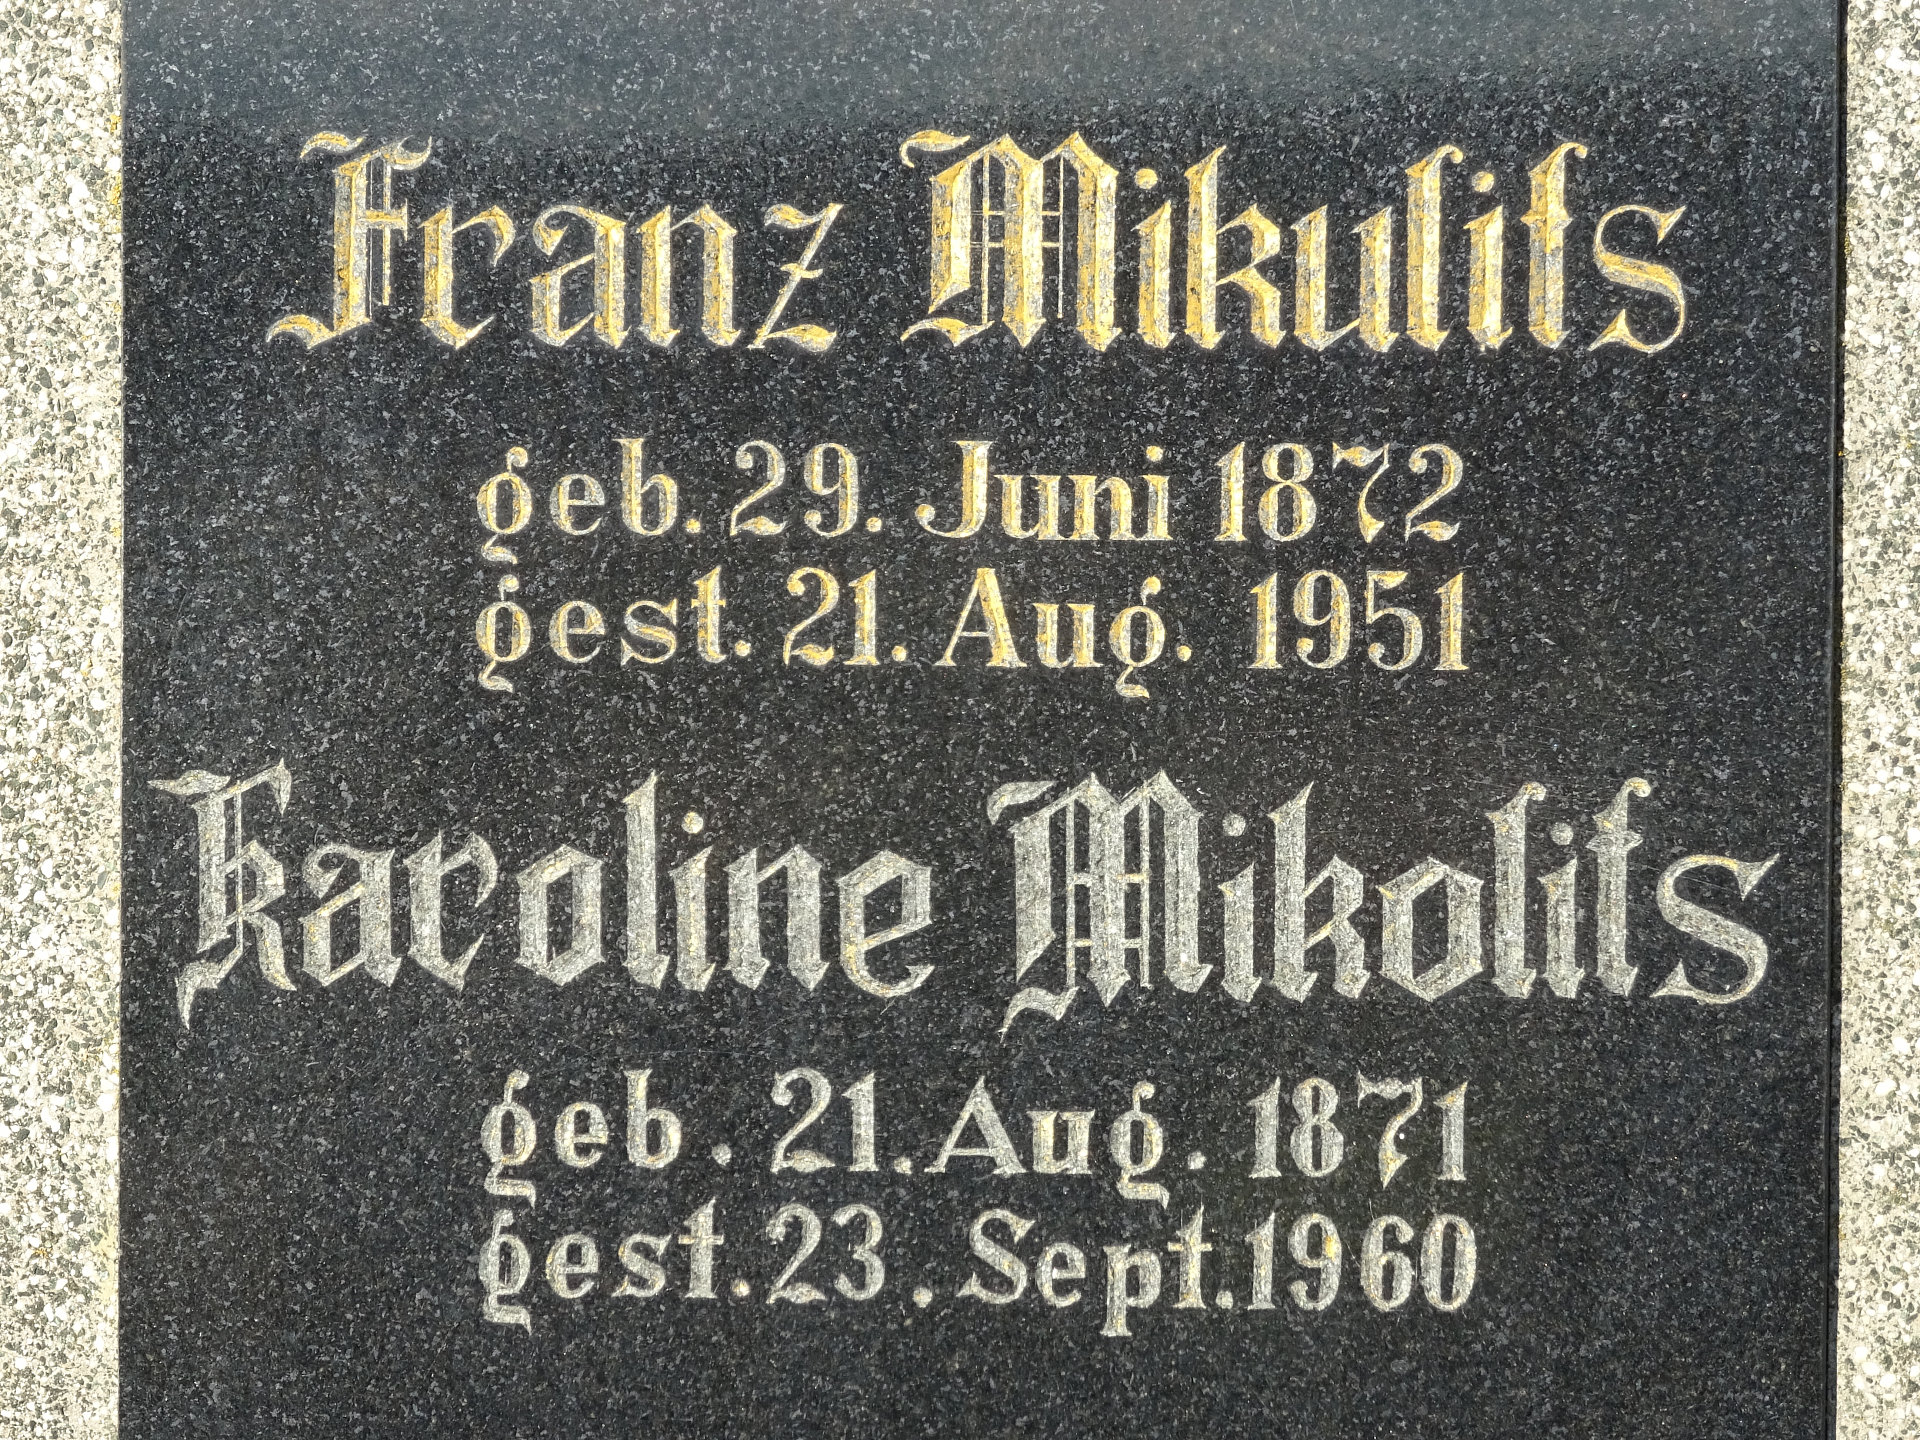 Franz Mikulits
geb. 29. Juni 1872
gest. 21. Aug. 1951
Karoline Mikolits
geb. 21. Aug. 1871
gest. 23. Sept. 1960